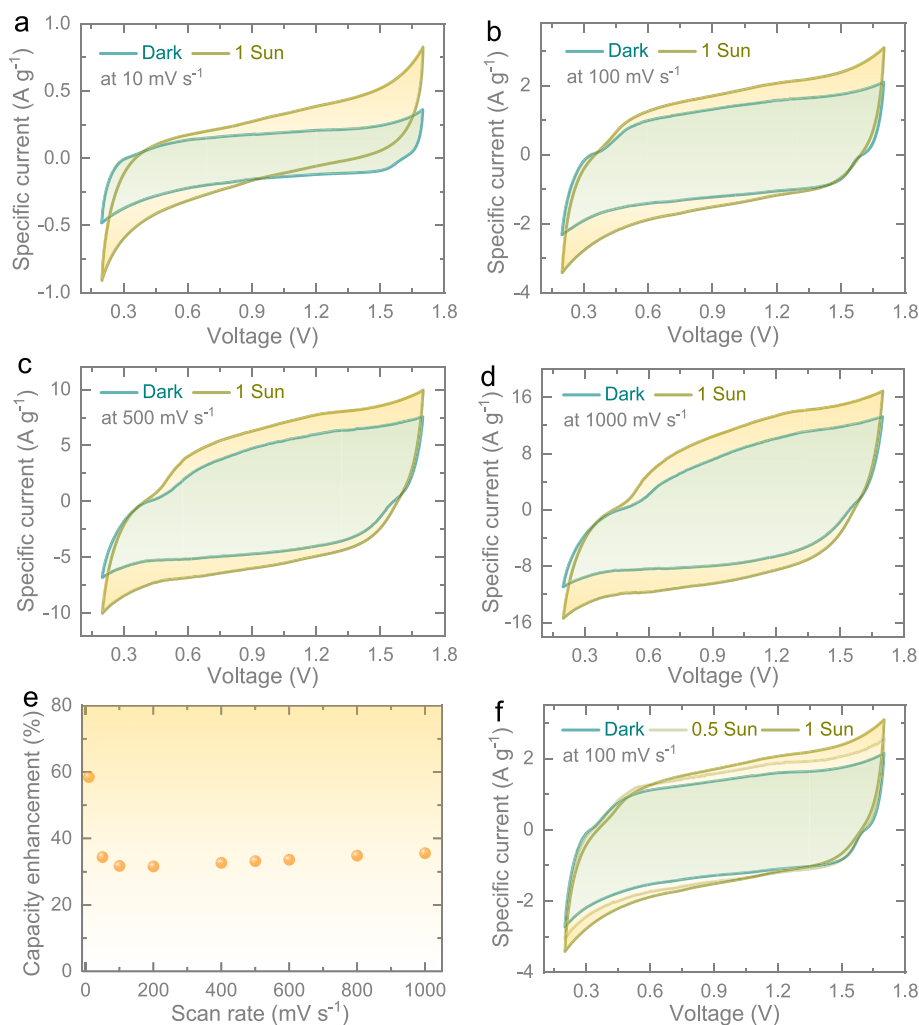 a
Dark 1 Sun
at 10 mV s⁻¹
1.0
0.5
0.0
-0.5
-1.0
Specific current (A g⁻¹)
0.3 0.6 0.9 1.2 1.5 1.8
Voltage (V)
b
Dark 1 Sun
at 100 mV s⁻¹
2
0
-2
-4
Specific current (A g⁻¹)
0.3 0.6 0.9 1.2 1.5 1.8
Voltage (V)
c
Dark 1 Sun
at 500 mV s⁻¹
10
5
0
-5
-10
Specific current (A g⁻¹)
0.3 0.6 0.9 1.2 1.5 1.8
Voltage (V)
d
Dark 1 Sun
at 1000 mV s⁻¹
16
8
0
-8
-16
Specific current (A g⁻¹)
0.3 0.6 0.9 1.2 1.5 1.8
Voltage (V)
e
80
60
40
20
0
Capacity enhancement (%)
0 200 400 600 800 1000
Scan rate (mV s⁻¹)
f
Dark 0.5 Sun 1 Sun
at 100 mV s⁻¹
2
0
-2
-4
Specific current (A g⁻¹)
0.3 0.6 0.9 1.2 1.5 1.8
Voltage (V)